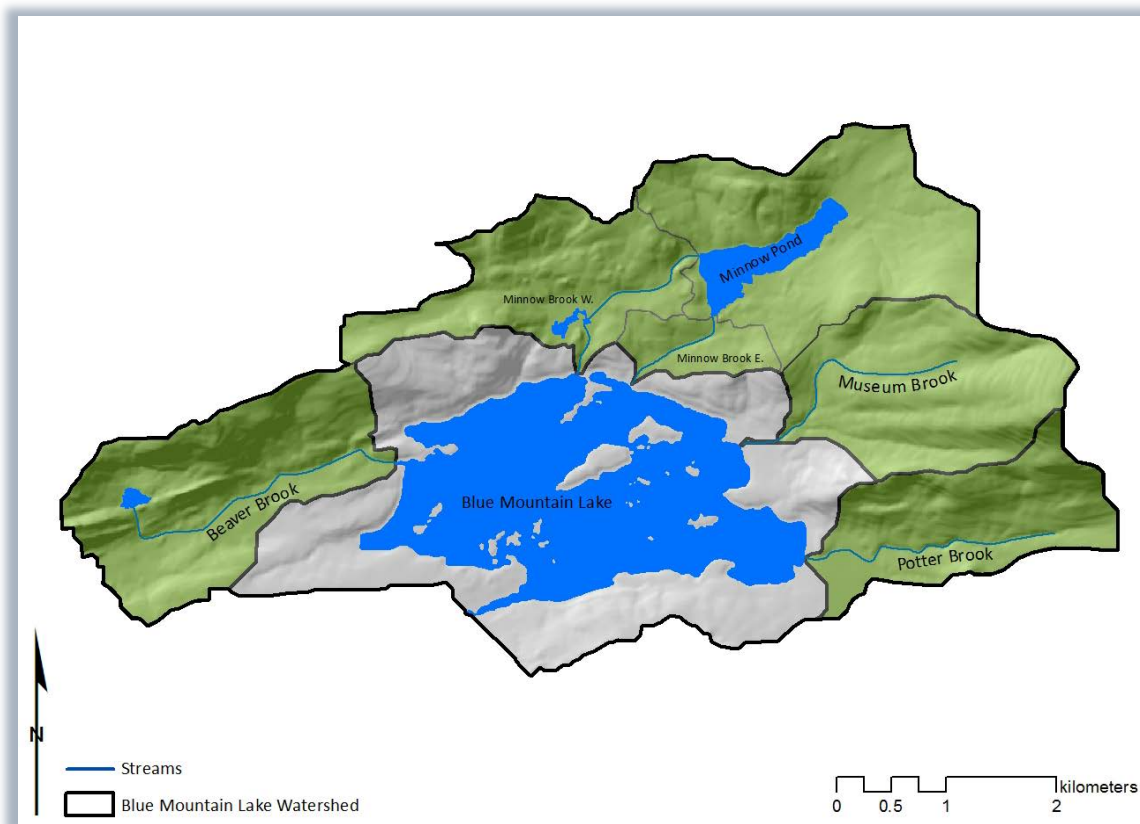 Minnow Pond
Minnow Brook W.
Minnow Brook E.
Museum Brook
Blue Mountain Lake
Beaver Brook
Potter Brook
N
Streams
Blue Mountain Lake Watershed
kilometers
0 0.5 1 2